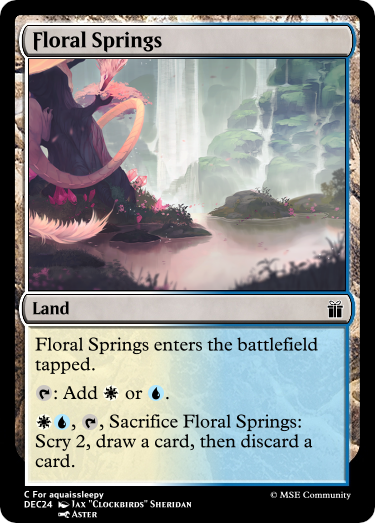 Floral Springs
Land
Floral Springs enters the battlefield
tapped.
: Add or .
, , Sacrifice Floral Springs:
Scry 2, draw a card, then discard a
card.
C For aquaissleepy
DEC24 Jax "Clockbirds" Sheridan
Aster
© MSE Community